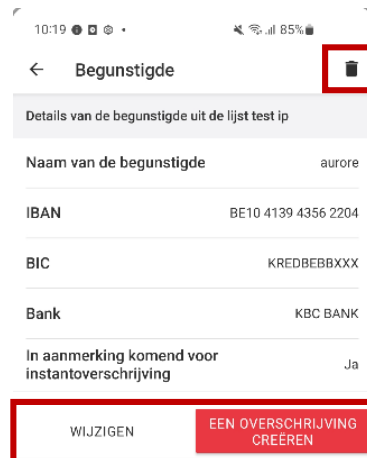 10:19 85%
Begunstigde
Details van de begunstigde uit de lijst test ip
Naam van de begunstigde aurore
IBAN BE10 4139 4356 2204
BIC KREDBEBBXXX
Bank KBC BANK
In aanmerking komend voor
instantoverschrijving Ja
WIJZIGEN
EEN OVERSCHRIJVING
CREËREN